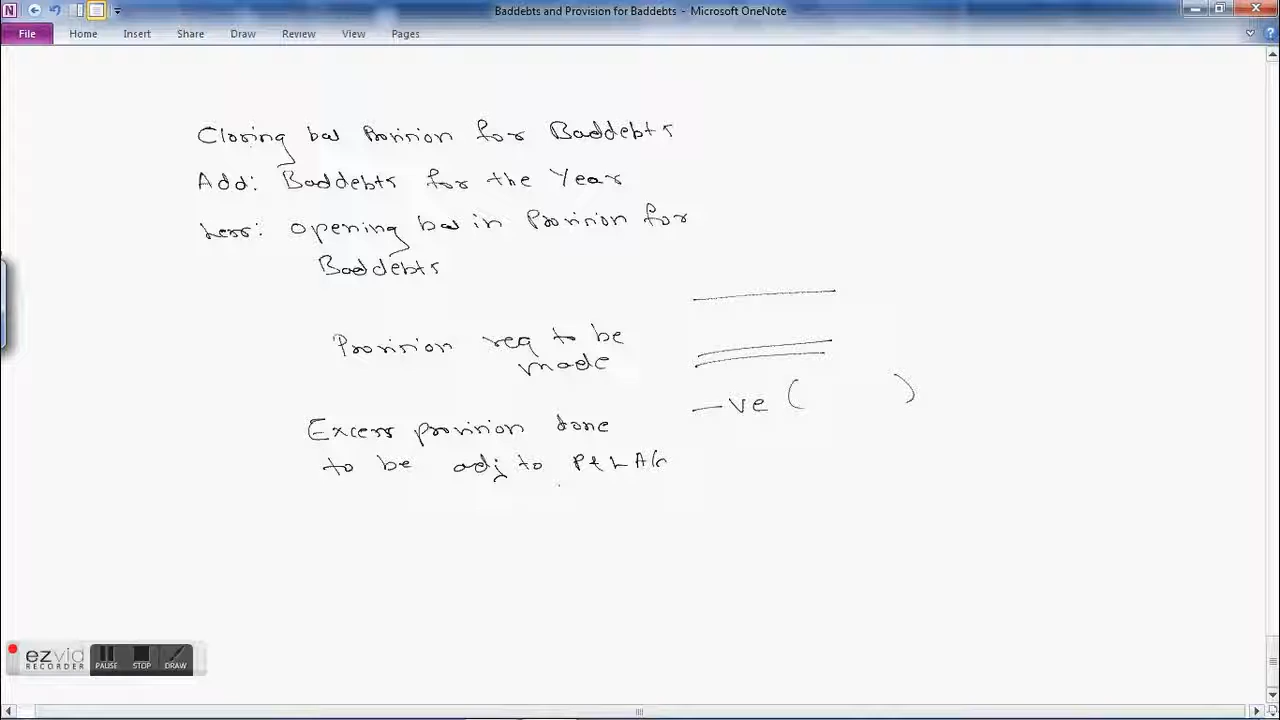 Baddebts and Provision for Baddebts - Microsoft OneNote
File Home Insert Share Draw Review View Pages
Closing bal Provision for Baddebts
Add: Baddebts for the Year
Less: Opening bal in Provision for
Baddebts
Provision req to be
made
-ve ( )
Excess provision done
to be adj to P&L A/c
ezvid
RECORDER
PAUSE STOP DRAW